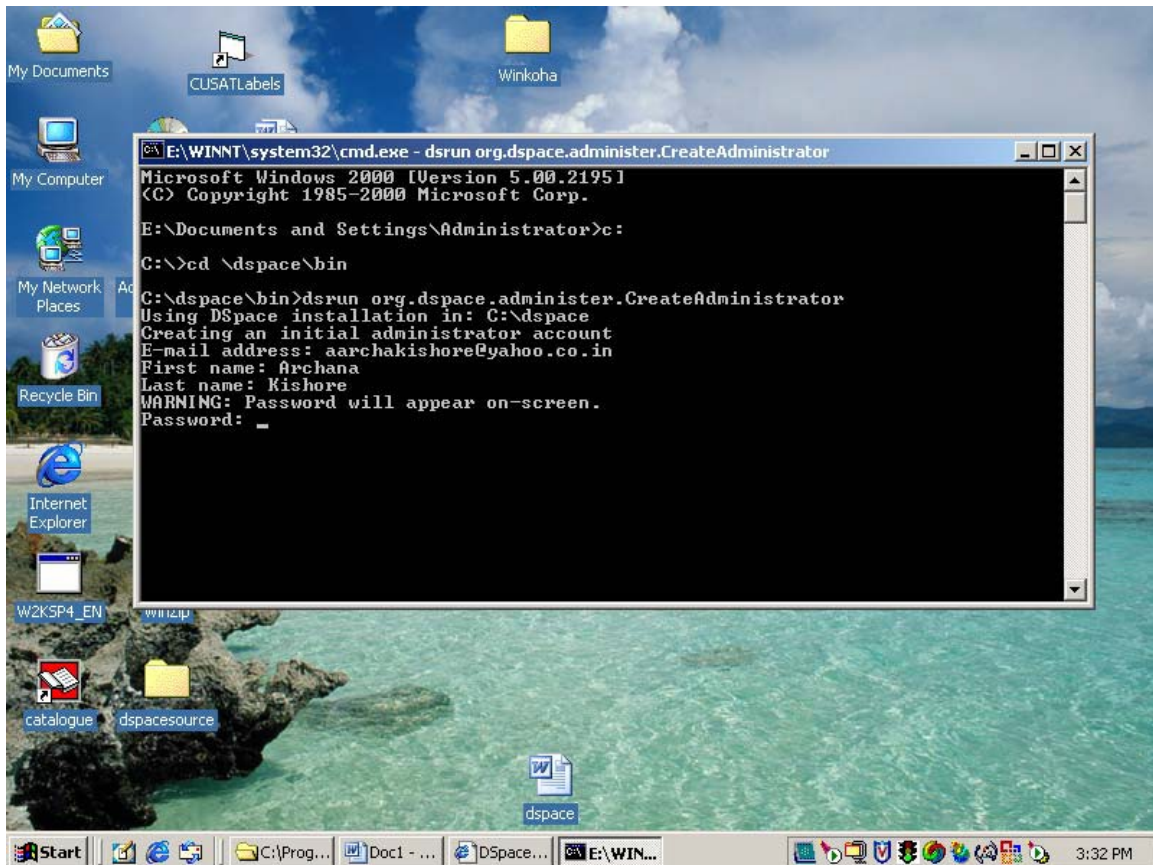 My Documents
CUSATLabels
Winkoha
My Computer
My Network
Places
Recycle Bin
Internet
Explorer
W2KSP4_EN
winzip
catalogue
dspacesource
dspace
E:\WINNT\system32\cmd.exe - dsrun org.dspace.administer.CreateAdministrator
Microsoft Windows 2000 [Version 5.00.2195]
(C) Copyright 1985-2000 Microsoft Corp.
E:\Documents and Settings\Administrator>c:
C:\>cd \dspace\bin
C:\dspace\bin>dsrun org.dspace.administer.CreateAdministrator
Using DSpace installation in: C:\dspace
Creating an initial administrator account
E-mail address: aarchakishore@yahoo.co.in
First name: Archana
Last name: Kishore
WARNING: Password will appear on-screen.
Password: _
Start
C:\Prog...
Doc1 - ...
DSpace...
E:\WIN...
3:32 PM